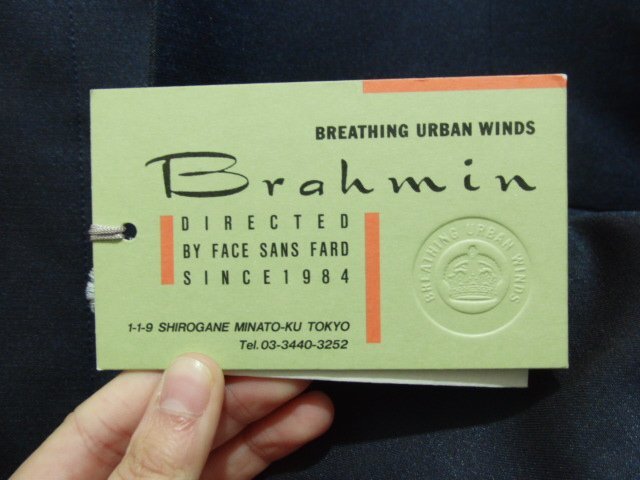 BREATHING URBAN WINDS
Brahmin
DIRECTED
BY FACE SANS FARD
SINCE1984
BREATHING URBAN WINDS
1-1-9 SHIROGANE MINATO-KU TOKYO
Tel.03-3440-3252